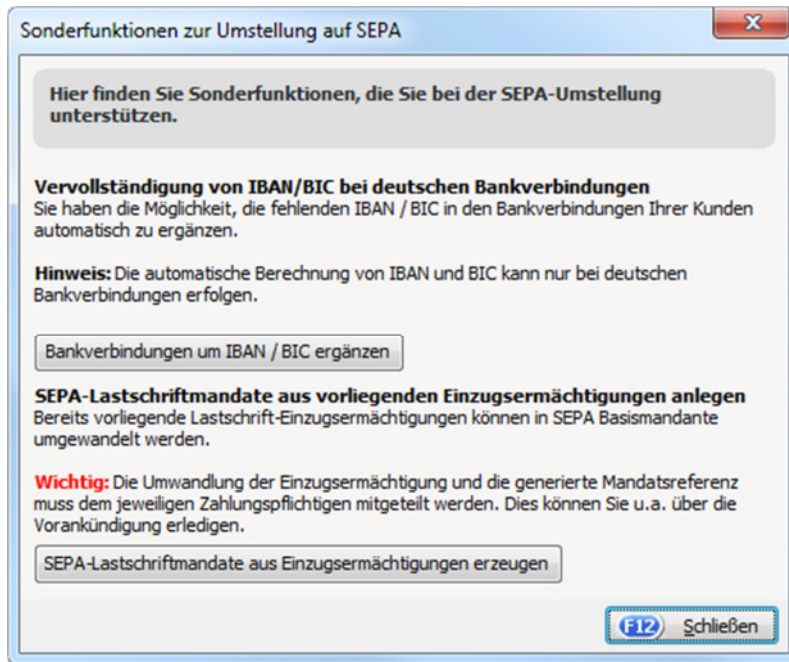 Sonderfunktionen zur Umstellung auf SEPA
Hier finden Sie Sonderfunktionen, die Sie bei der SEPA-Umstellung
unterstützen.
Vervollständigung von IBAN/BIC bei deutschen Bankverbindungen
Sie haben die Möglichkeit, die fehlenden IBAN / BIC in den Bankverbindungen Ihrer Kunden
automatisch zu ergänzen.
Hinweis: Die automatische Berechnung von IBAN und BIC kann nur bei deutschen
Bankverbindungen erfolgen.
Bankverbindungen um IBAN / BIC ergänzen
SEPA-Lastschriftmandate aus vorliegenden Einzugsermächtigungen anlegen
Bereits vorliegende Lastschrift-Einzugsermächtigungen können in SEPA Basismandante
umgewandelt werden.
Wichtig: Die Umwandlung der Einzugsermächtigung und die generierte Mandatsreferenz
muss dem jeweiligen Zahlungspflichtigen mitgeteilt werden. Dies können Sie u.a. über die
Vorankündigung erledigen.
SEPA-Lastschriftmandate aus Einzugsermächtigungen erzeugen
F12 Schließen